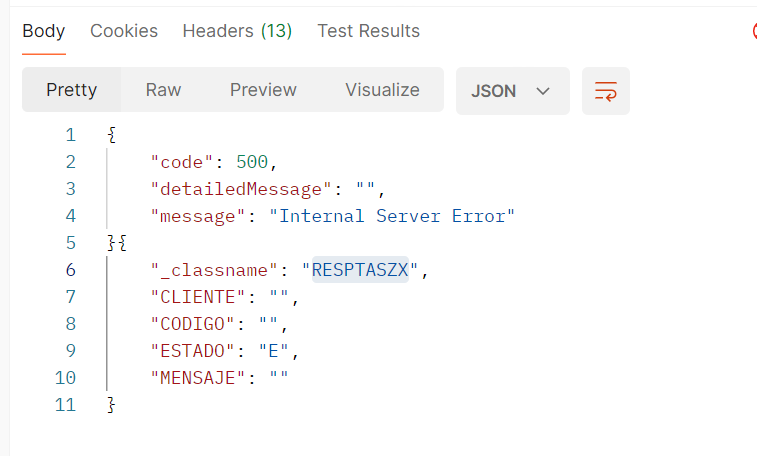 Body Cookies Headers (13) Test Results
Pretty Raw Preview Visualize JSON
1 {
2 "code": 500,
3 "detailedMessage": "",
4 "message": "Internal Server Error"
5 }{
6 "_classname": "RESPTASZX",
7 "CLIENTE": "",
8 "CODIGO": "",
9 "ESTADO": "E",
10 "MENSAJE": ""
11 }